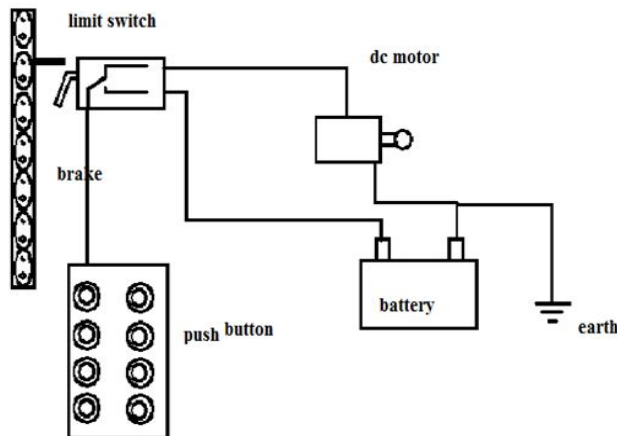 limit switch
dc motor
brake
push button
battery
earth